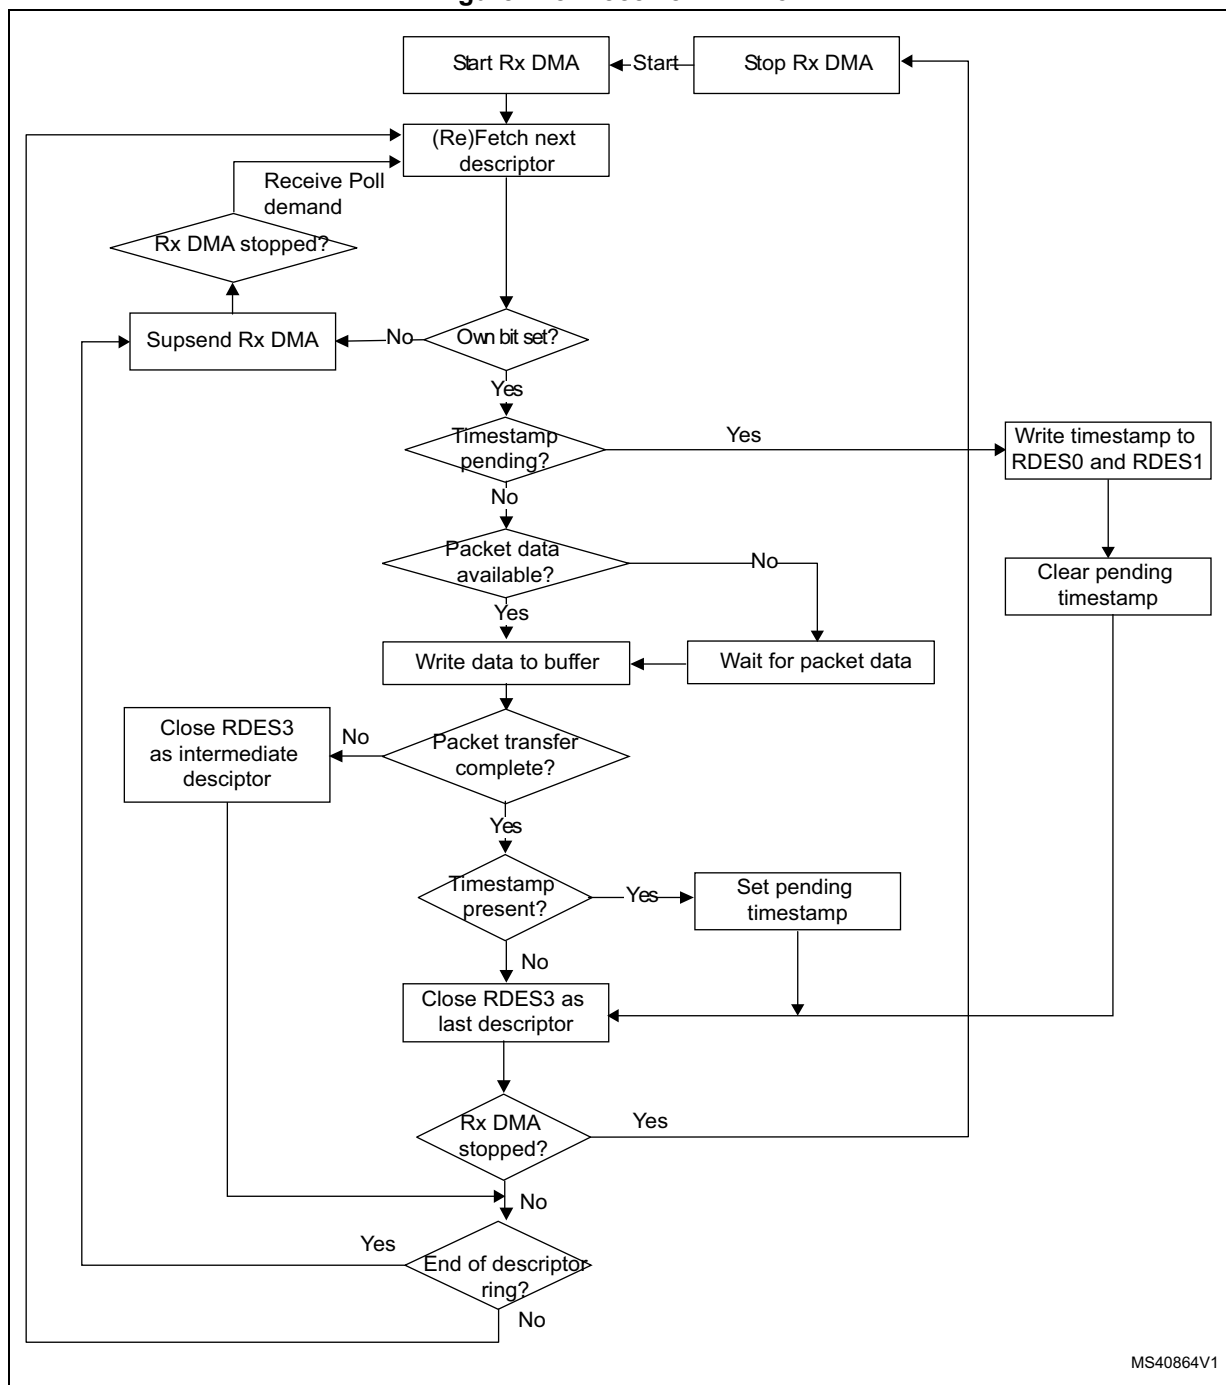 Start Rx DMA
Start
Stop Rx DMA
(Re)Fetch next
descriptor
Receive Poll
demand
Rx DMA stopped?
Supsend Rx DMA
No
Own bit set?
Yes
Timestamp
pending?
Yes
Write timestamp to
RDES0 and RDES1
No
Packet data
available?
No
Clear pending
timestamp
Yes
Write data to buffer
Wait for packet data
Close RDES3
as intermediate
desciptor
No
Packet transfer
complete?
Yes
Timestamp
present?
Yes
Set pending
timestamp
No
Close RDES3 as
last descriptor
Rx DMA
stopped?
Yes
No
Yes
End of descriptor
ring?
No
MS40864V1